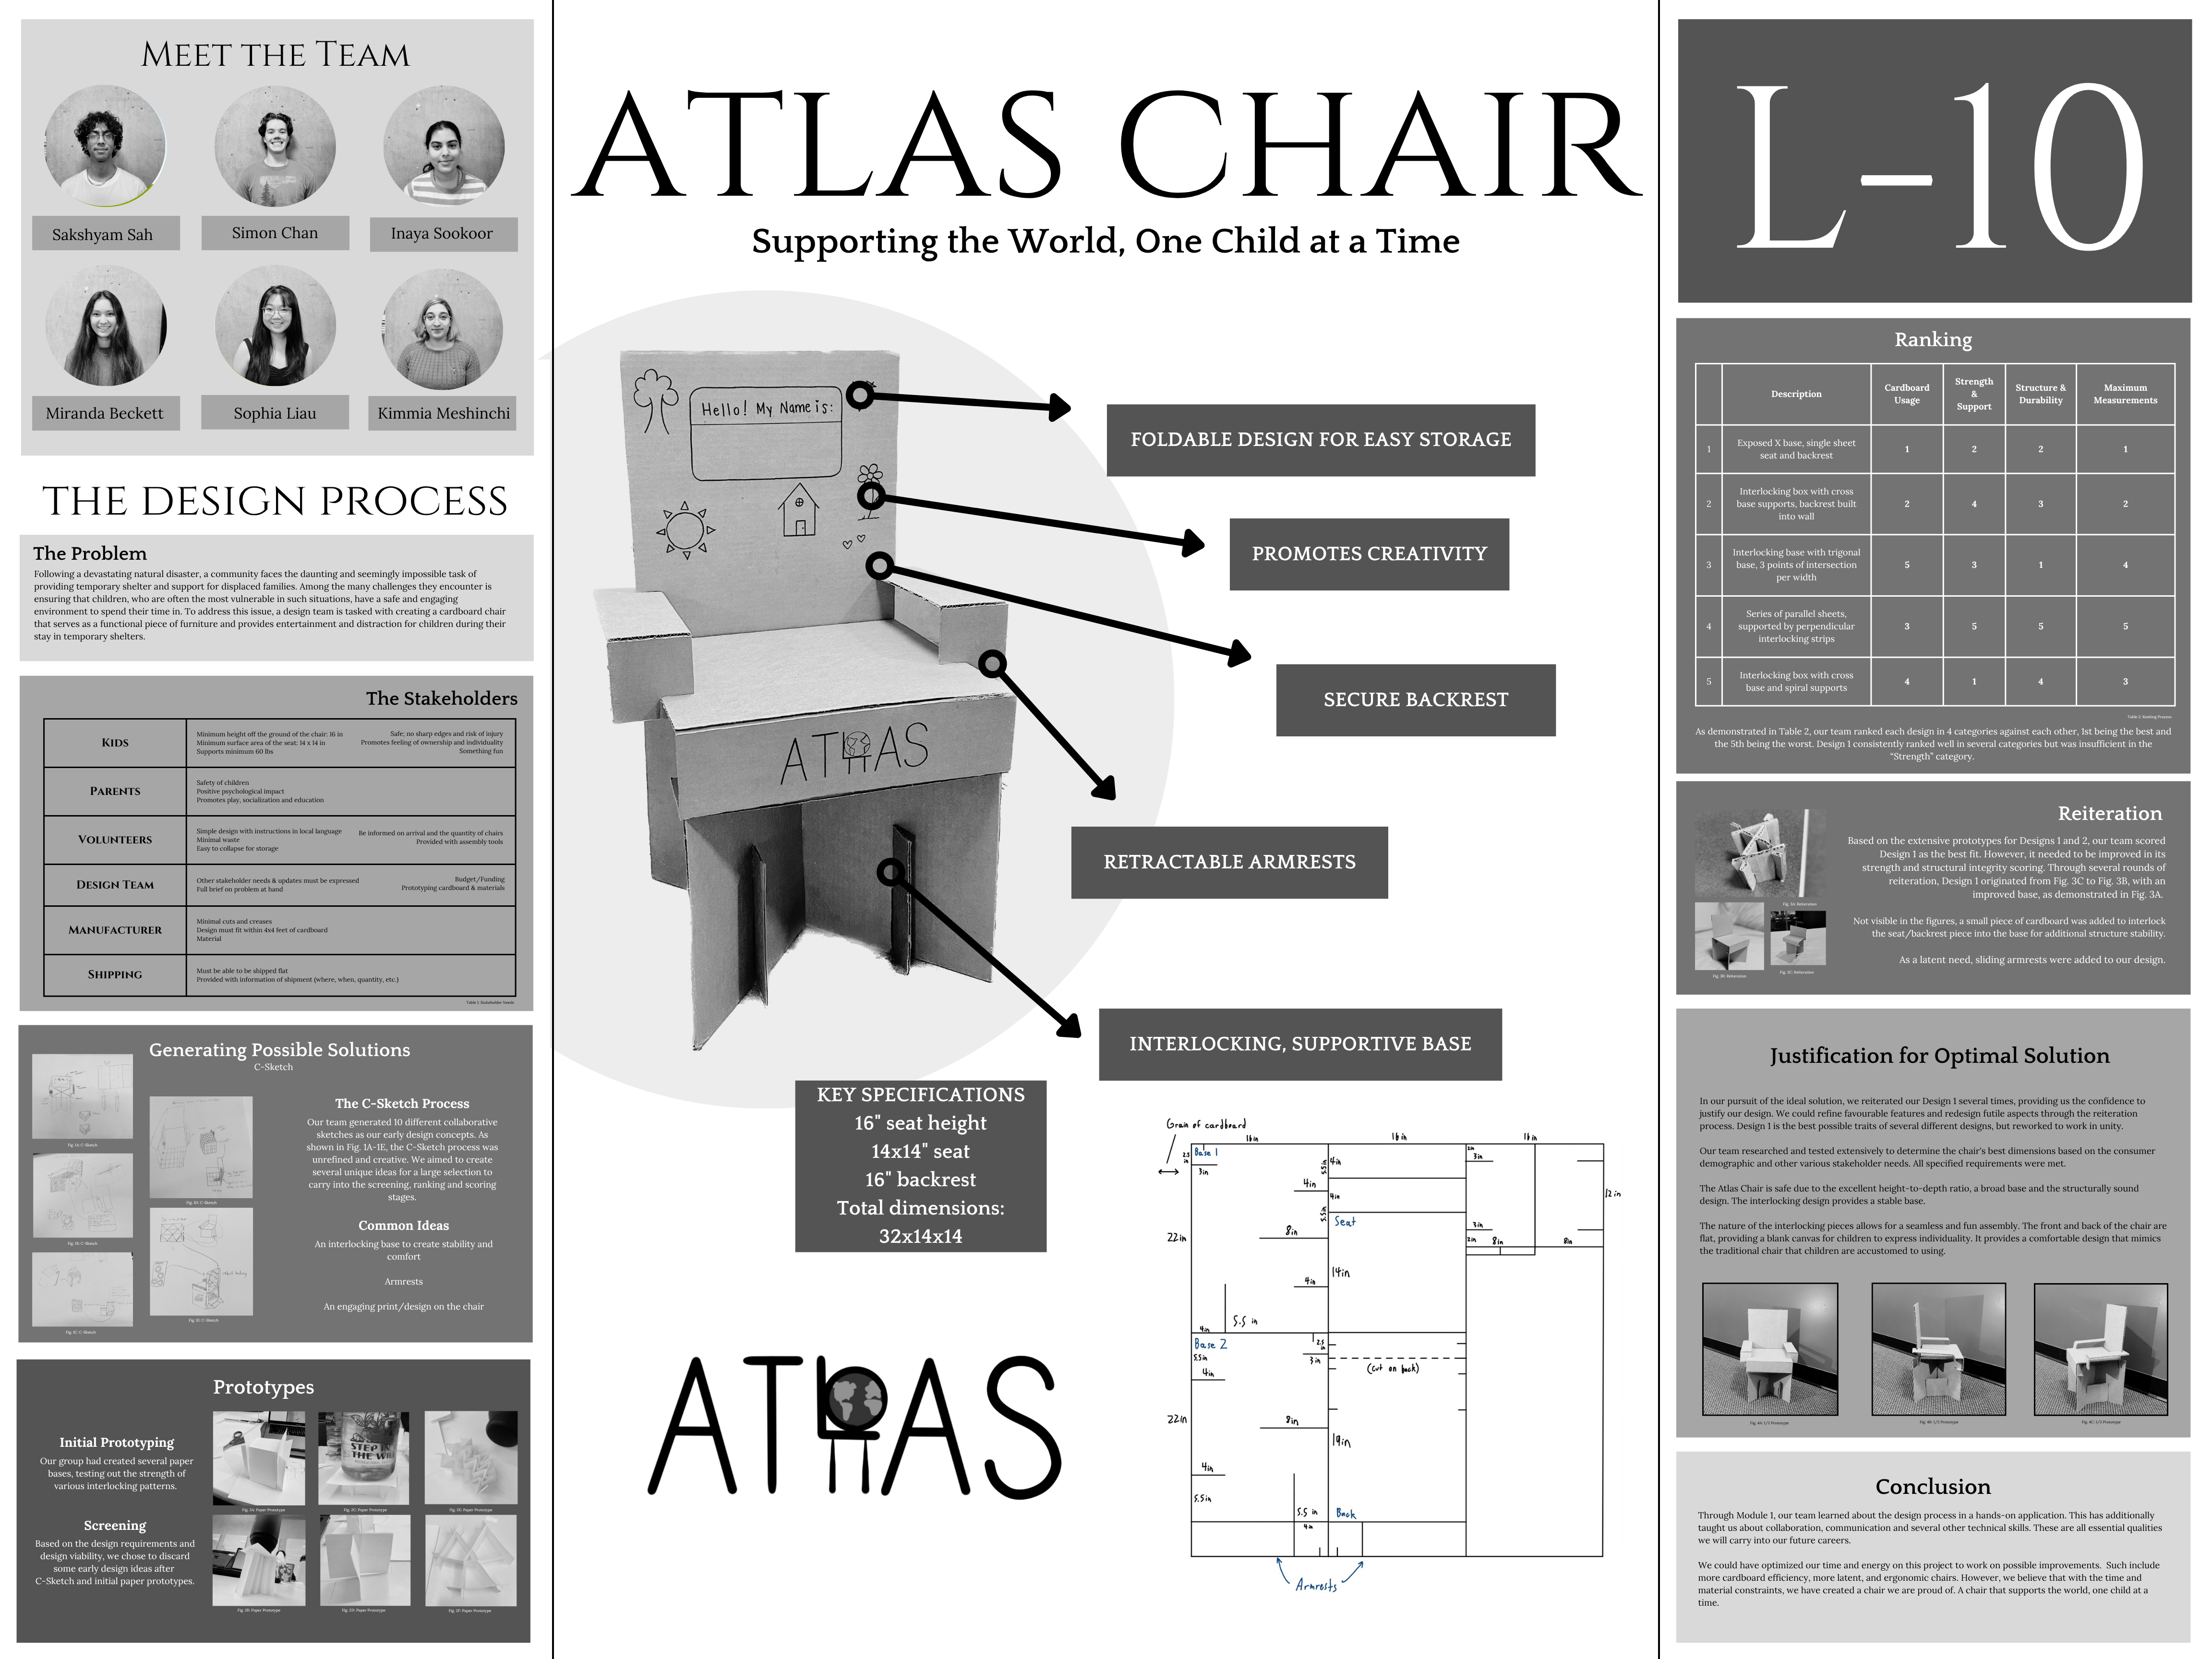 MEET THE TEAM
Sakshyam Sah
Simon Chan
Inaya Sookoor
Miranda Beckett
Sophia Liau
Kimmia Meshinchi
THE DESIGN PROCESS
The Problem
Following a devastating natural disaster, a community faces the daunting and seemingly impossible task of
providing temporary shelter and support for displaced families. Among the many challenges they encounter is
ensuring that children, who are often the most vulnerable in such situations, have a safe and engaging
environment to spend their time in. To address this issue, a design team is tasked with creating a cardboard chair
that serves as a functional piece of furniture and provides entertainment and distraction for children during their
stay in temporary shelters.
The Stakeholders
KIDS
Minimum height off the ground of the chair: 16 in
Minimum surface area of the seat: 14 x 14 in
Supports minimum 60 lbs
Safe; no sharp edges and risk of injury
Promotes feeling of ownership and individuality
Something fun
PARENTS
Safety of children
Positive psychological impact
Promotes play, socialization and education
VOLUNTEERS
Simple design with instructions in local language
Minimal waste
Easy to collapse for storage
Be informed on arrival and the quantity of chairs
Provided with assembly tools
DESIGN TEAM
Other stakeholder needs & updates must be expressed
Full brief on problem at hand
Budget/Funding
Prototyping cardboard & materials
MANUFACTURER
Minimal cuts and creases
Design must fit within 4x4 feet of cardboard
Material
SHIPPING
Must be able to be shipped flat
Provided with information of shipment (where, when, quantity, etc.)
Table 1: Stakeholder Needs
Generating Possible Solutions
C-Sketch
Fig. 1A: C-Sketch
Fig. 1B: C-Sketch
Fig. 1C: C-Sketch
Fig. 1D: C-Sketch
Fig. 1E: C-Sketch
The C-Sketch Process
Our team generated 10 different collaborative
sketches as our early design concepts. As
shown in Fig. 1A-1E, the C-Sketch process was
unrefined and creative. We aimed to create
several unique ideas for a large selection to
carry into the screening, ranking and scoring
stages.
Common Ideas
An interlocking base to create stability and
comfort
Armrests
An engaging print/design on the chair
Prototypes
Initial Prototyping
Our group had created several paper
bases, testing out the strength of
various interlocking patterns.
Screening
Based on the design requirements and
design viability, we chose to discard
some early design ideas after
C-Sketch and initial paper prototypes.
STEP IN
THE
Fig. 2A: Paper Prototype
Fig. 2C: Paper Prototype
Fig. 2E: Paper Prototype
Fig. 2B: Paper Prototype
Fig. 2D: Paper Prototype
Fig. 2F: Paper Prototype
ATLAS CHAIR
Supporting the World, One Child at a Time
Hello! My Name is:
ATLAS
FOLDABLE DESIGN FOR EASY STORAGE
PROMOTES CREATIVITY
SECURE BACKREST
RETRACTABLE ARMRESTS
INTERLOCKING, SUPPORTIVE BASE
KEY SPECIFICATIONS
16" seat height
14x14" seat
16" backrest
Total dimensions:
32x14x14
ATLAS
Grain of cardboard
16in
16in
16in
2.5 in
Base 1
3in
5.5in
4in
2in
3in
4in
4in
12in
5.5in
Seat
22in
8in
3in
2in
8in
8in
14in
4in
5.5 in
4in
Base 2
2.5 in
5.5in
3in
(cut on back)
4in
22in
8in
19in
4in
5.5in
5.5 in
Back
4in
Armrests
L-10
Ranking
Description
Cardboard
Usage
Strength
&
Support
Structure &
Durability
Maximum
Measurements
1
Exposed X base, single sheet
seat and backrest
1
2
2
1
2
Interlocking box with cross
base supports, backrest built
into wall
2
4
3
2
3
Interlocking base with trigonal
base, 3 points of intersection
per width
5
3
1
4
4
Series of parallel sheets,
supported by perpendicular
interlocking strips
3
5
5
5
5
Interlocking box with cross
base and spiral supports
4
1
4
3
Table 2: Ranking Process
As demonstrated in Table 2, our team ranked each design in 4 categories against each other, 1st being the best and
the 5th being the worst. Design 1 consistently ranked well in several categories but was insufficient in the
"Strength" category.
Reiteration
Based on the extensive prototypes for Designs 1 and 2, our team scored
Design 1 as the best fit. However, it needed to be improved in its
strength and structural integrity scoring. Through several rounds of
reiteration, Design 1 originated from Fig. 3C to Fig. 3B, with an
improved base, as demonstrated in Fig. 3A.
Not visible in the figures, a small piece of cardboard was added to interlock
the seat/backrest piece into the base for additional structure stability.
As a latent need, sliding armrests were added to our design.
Fig. 3A: Reiteration
Fig. 3B: Reiteration
Fig. 3C: Reiteration
Justification for Optimal Solution
In our pursuit of the ideal solution, we reiterated our Design 1 several times, providing us the confidence to
justify our design. We could refine favourable features and redesign futile aspects through the reiteration
process. Design 1 is the best possible traits of several different designs, but reworked to work in unity.
Our team researched and tested extensively to determine the chair's best dimensions based on the consumer
demographic and other various stakeholder needs. All specified requirements were met.
The Atlas Chair is safe due to the excellent height-to-depth ratio, a broad base and the structurally sound
design. The interlocking design provides a stable base.
The nature of the interlocking pieces allows for a seamless and fun assembly. The front and back of the chair are
flat, providing a blank canvas for children to express individuality. It provides a comfortable design that mimics
the traditional chair that children are accustomed to using.
Fig. 4A: 1/2 Prototype
Fig. 4B: 1/2 Prototype
Fig. 4C: 1/2 Prototype
Conclusion
Through Module 1, our team learned about the design process in a hands-on application. This has additionally
taught us about collaboration, communication and several other technical skills. These are all essential qualities
we will carry into our future careers.
We could have optimized our time and energy on this project to work on possible improvements. Such include
more cardboard efficiency, more latent, and ergonomic chairs. However, we believe that with the time and
material constraints, we have created a chair we are proud of. A chair that supports the world, one child at a
time.